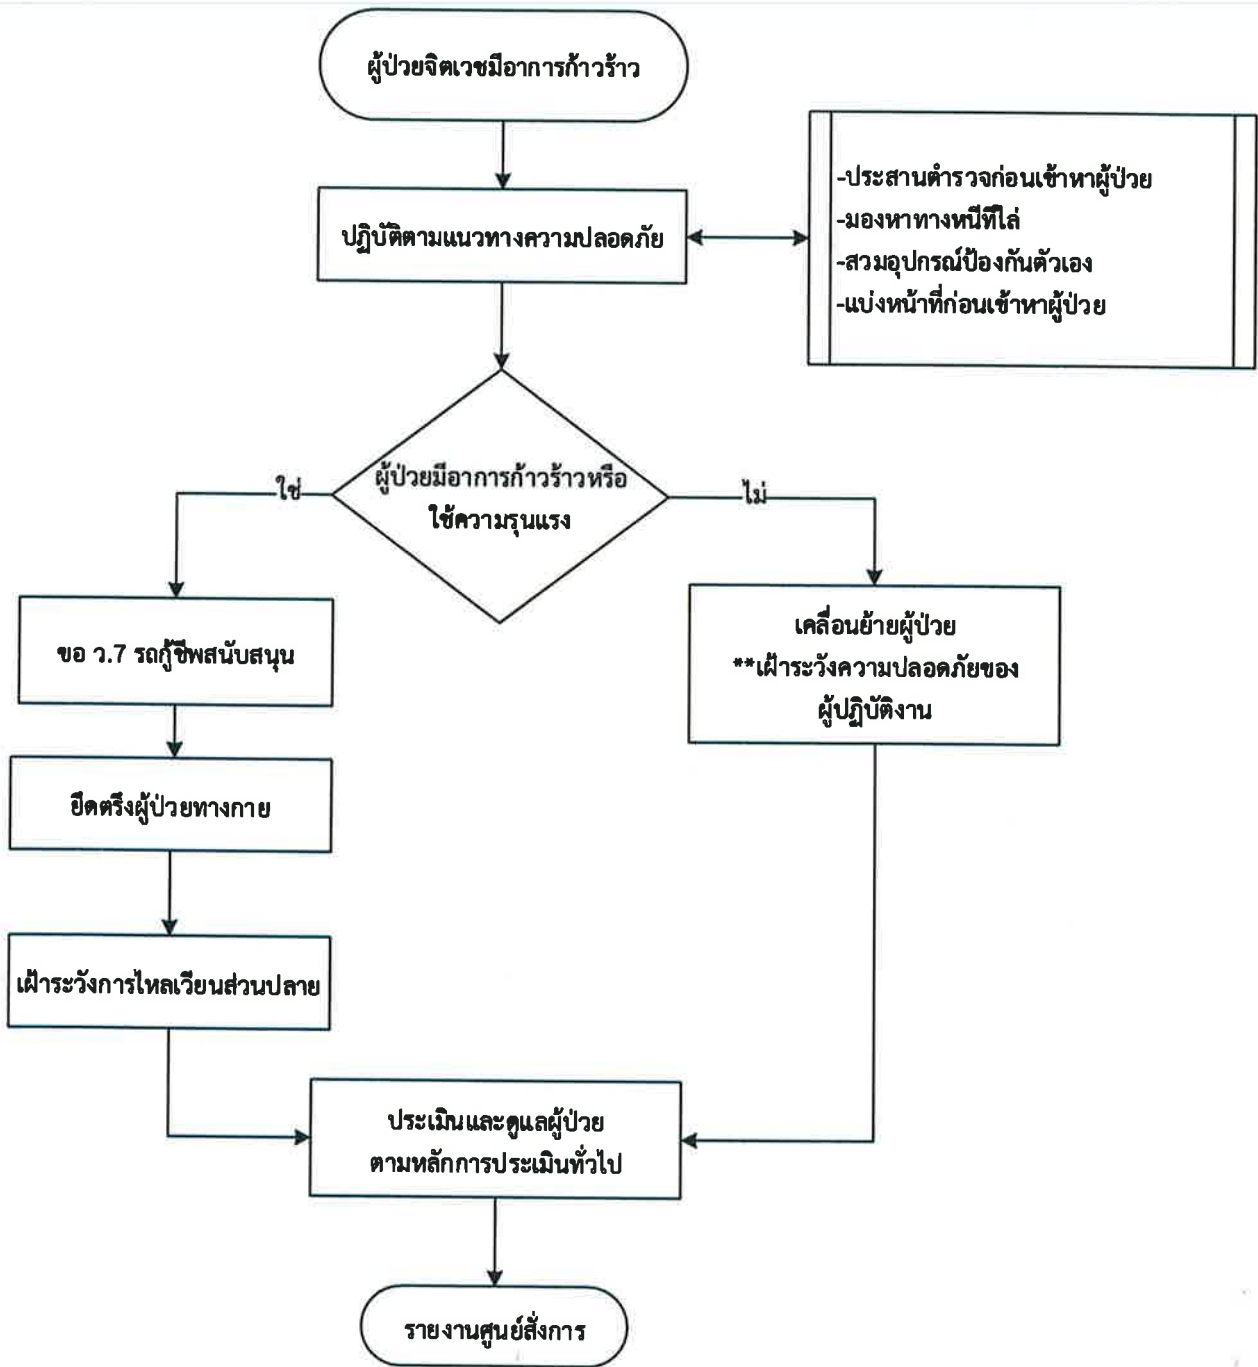 ผู้ป่วยจิตเวชมีอาการก้าวร้าว
ปฏิบัติตามแนวทางความปลอดภัย
-ประสานตำรวจก่อนเข้าหาผู้ป่วย
-มองหาทางหนีทีไล่
-สวมอุปกรณ์ป้องกันตัวเอง
-แบ่งหน้าที่ก่อนเข้าหาผู้ป่วย
ผู้ป่วยมีอาการก้าวร้าวหรือ
ใช้ความรุนแรง
ใช่
ไม่
ขอ ว.7 รถกู้ชีพสนับสนุน
ยึดตรึงผู้ป่วยทางกาย
เฝ้าระวังการไหลเวียนส่วนปลาย
เคลื่อนย้ายผู้ป่วย
**เฝ้าระวังความปลอดภัยของ
ผู้ปฏิบัติงาน
ประเมินและดูแลผู้ป่วย
ตามหลักการประเมินทั่วไป
รายงานศูนย์สั่งการ